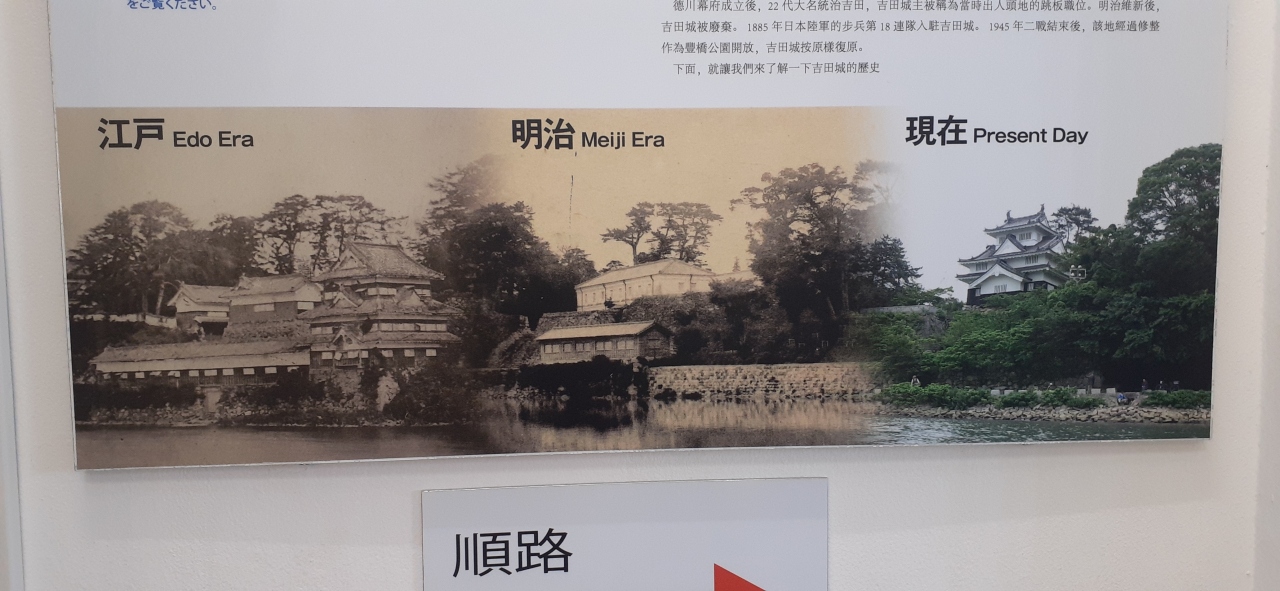 をご覧ください。
德川幕府成立後，22 代大名統治吉田，吉田城主被稱為當時出人頭地的跳板職位。明治維新後，
吉田城被廢棄。 1885 年日本陸軍的步兵第 18 連隊入駐吉田城。 1945 年二戰結束後，該地經過修整
作為豐橋公園開放，吉田城按原樣復原。
下面，就讓我們來了解一下吉田城的歷史
江戸 Edo Era
明治 Meiji Era
現在 Present Day
順路